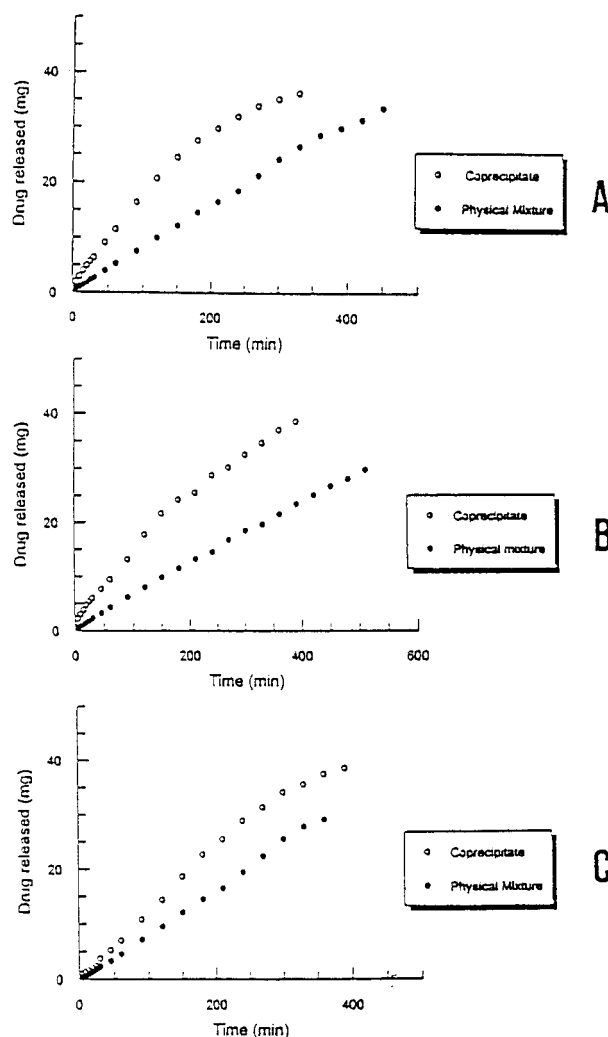 Drug released (mg)
40
20
0
0
200
400
Time (min)
Coprecipitate
Physical Mixture
A
Drug released (mg)
40
20
0
0
200
400
600
Time (min)
Coprecipitate
Physical mixture
B
Drug released (mg)
40
20
0
0
200
400
Time (min)
Coprecipitate
Physical Mixture
C